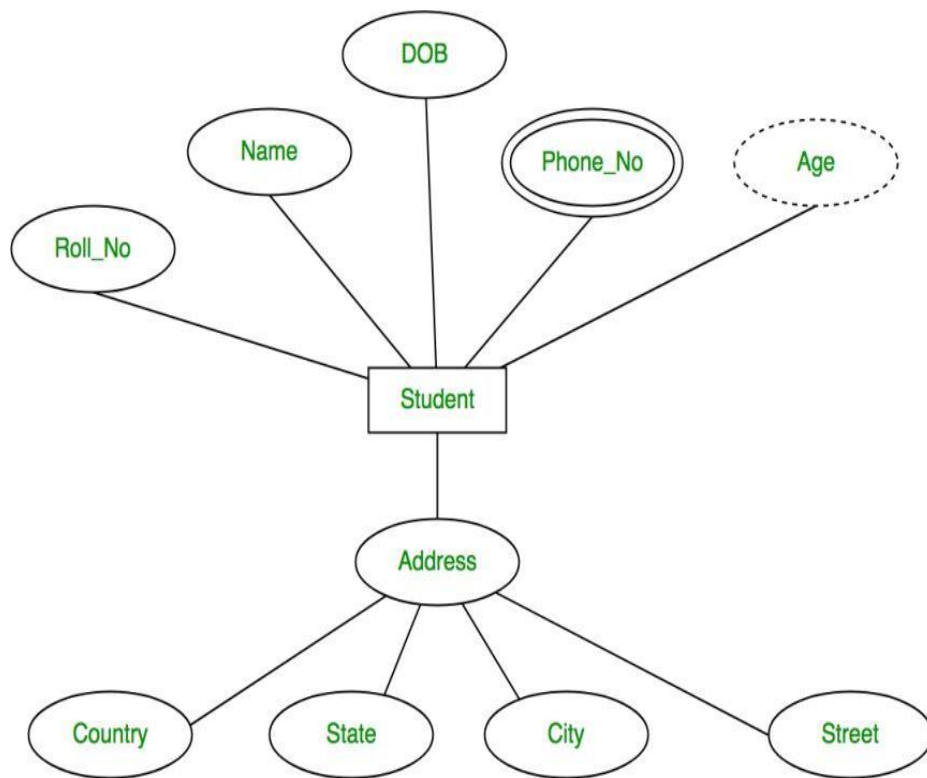 DOB
Name
Phone_No
Age
Roll_No
Student
Address
Country
State
City
Street